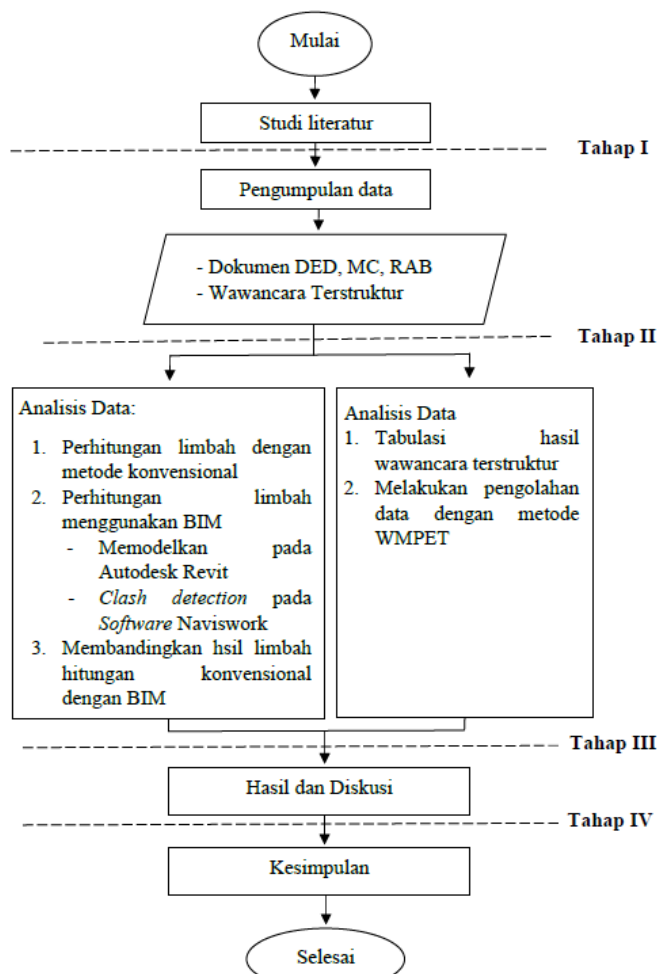 Mulai
Studi literatur
Tahap I
Pengumpulan data
- Dokumen DED, MC, RAB
- Wawancara Terstruktur
Tahap II
Analisis Data:
1. Perhitungan limbah dengan
metode konvensional
2. Perhitungan limbah
menggunakan BIM
- Memodelkan pada
Autodesk Revit
- Clash detection pada
Software Naviswork
3. Membandingkan hsil limbah
hitungan konvensional
dengan BIM
Analisis Data
1. Tabulasi hasil
wawancara terstruktur
2. Melakukan pengolahan
data dengan metode
WMPET
Tahap III
Hasil dan Diskusi
Tahap IV
Kesimpulan
Selesai